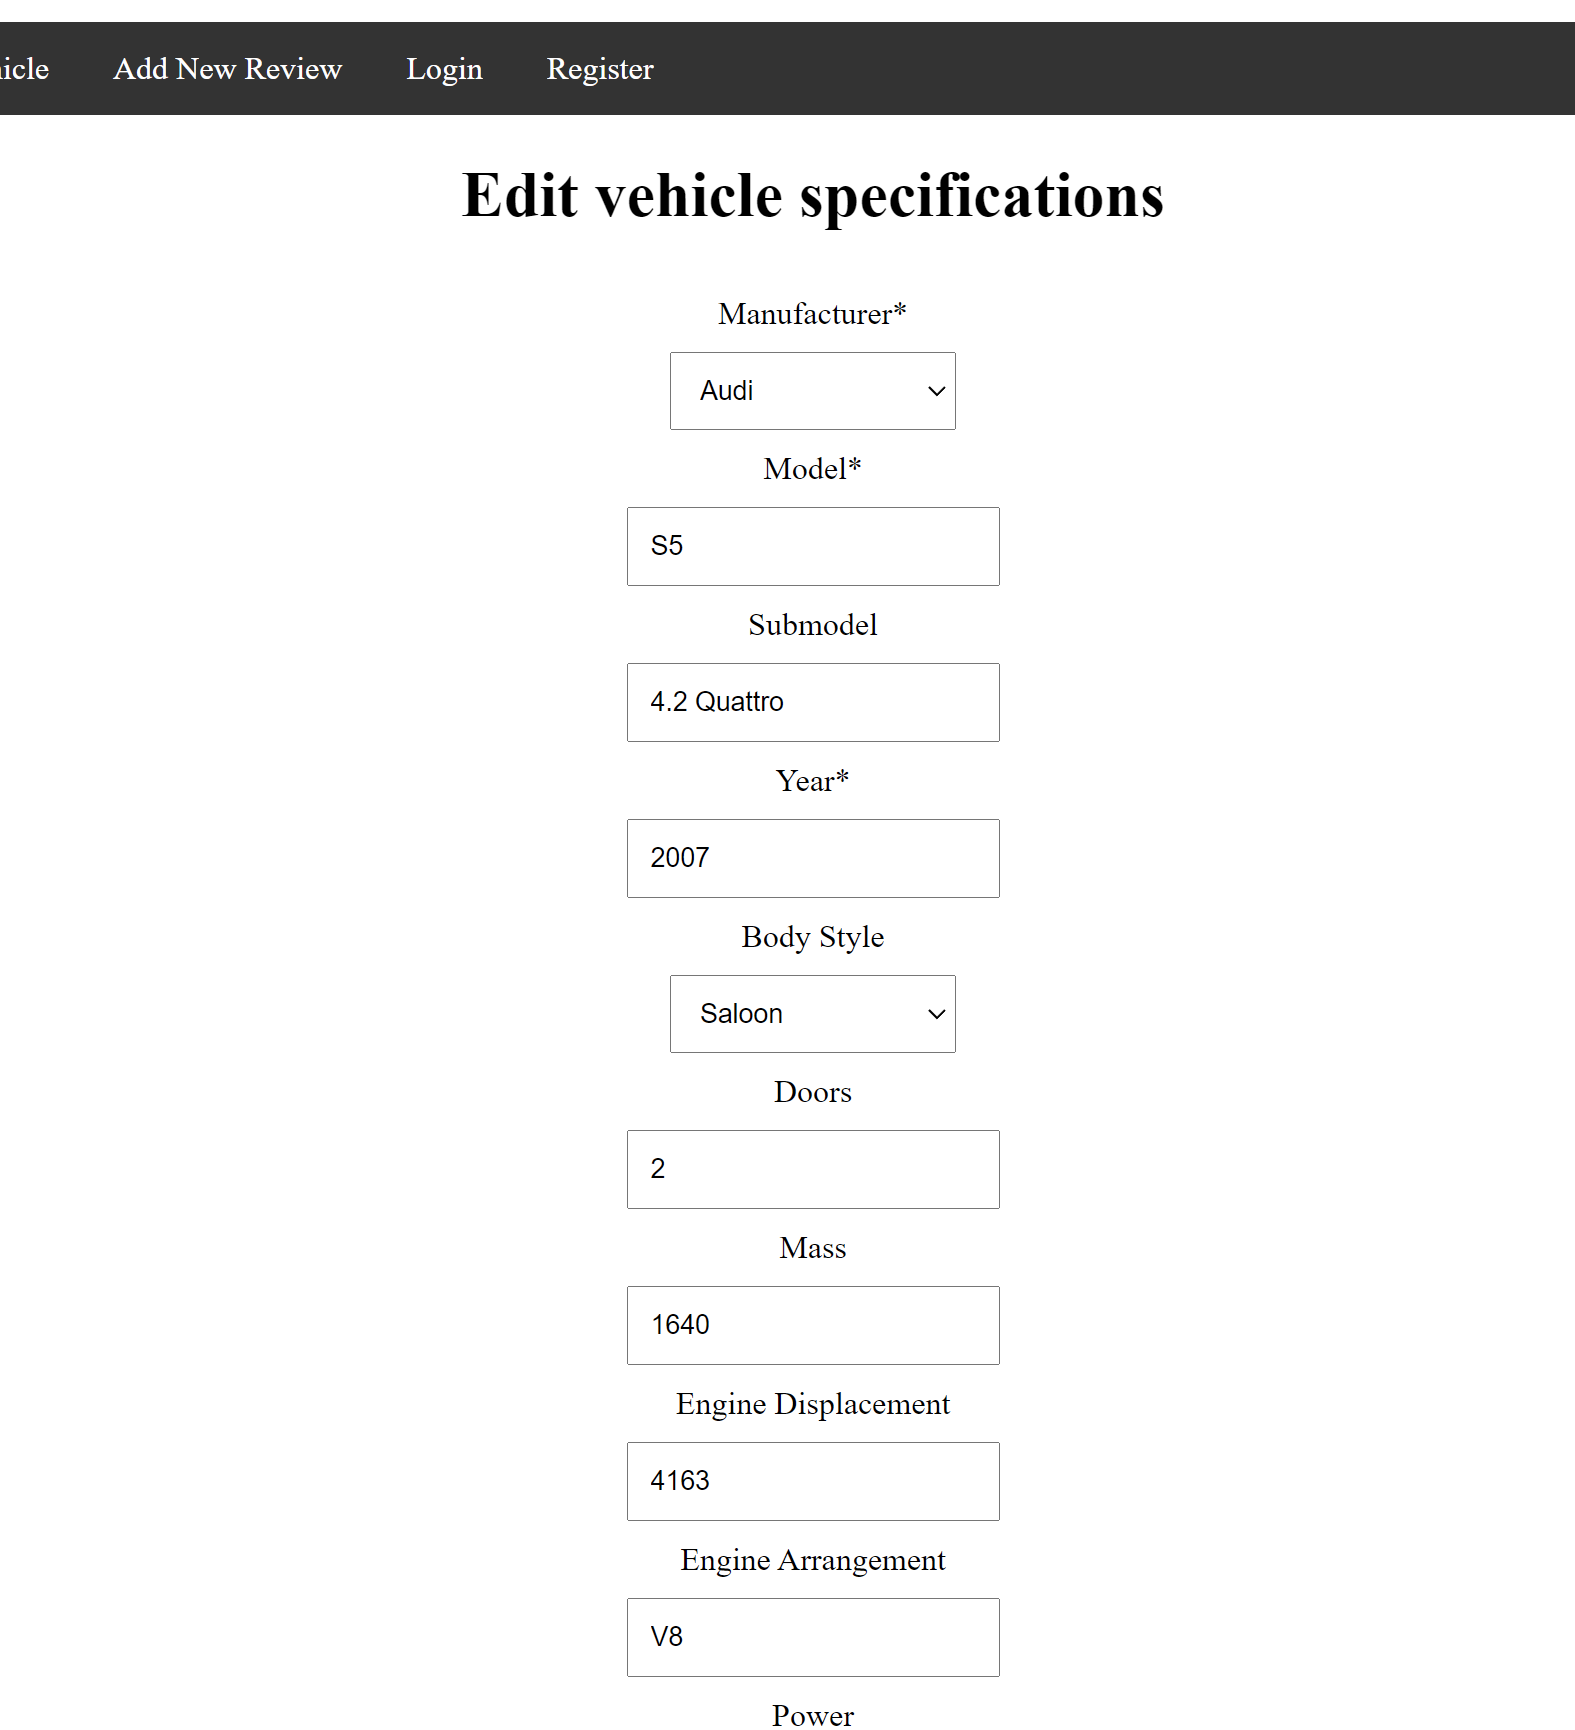 Add New Review Login Register
Edit vehicle specifications
Manufacturer*
Audi
Model*
S5
Submodel
4.2 Quattro
Year*
2007
Body Style
Saloon
Doors
2
Mass
1640
Engine Displacement
4163
Engine Arrangement
V8
Power